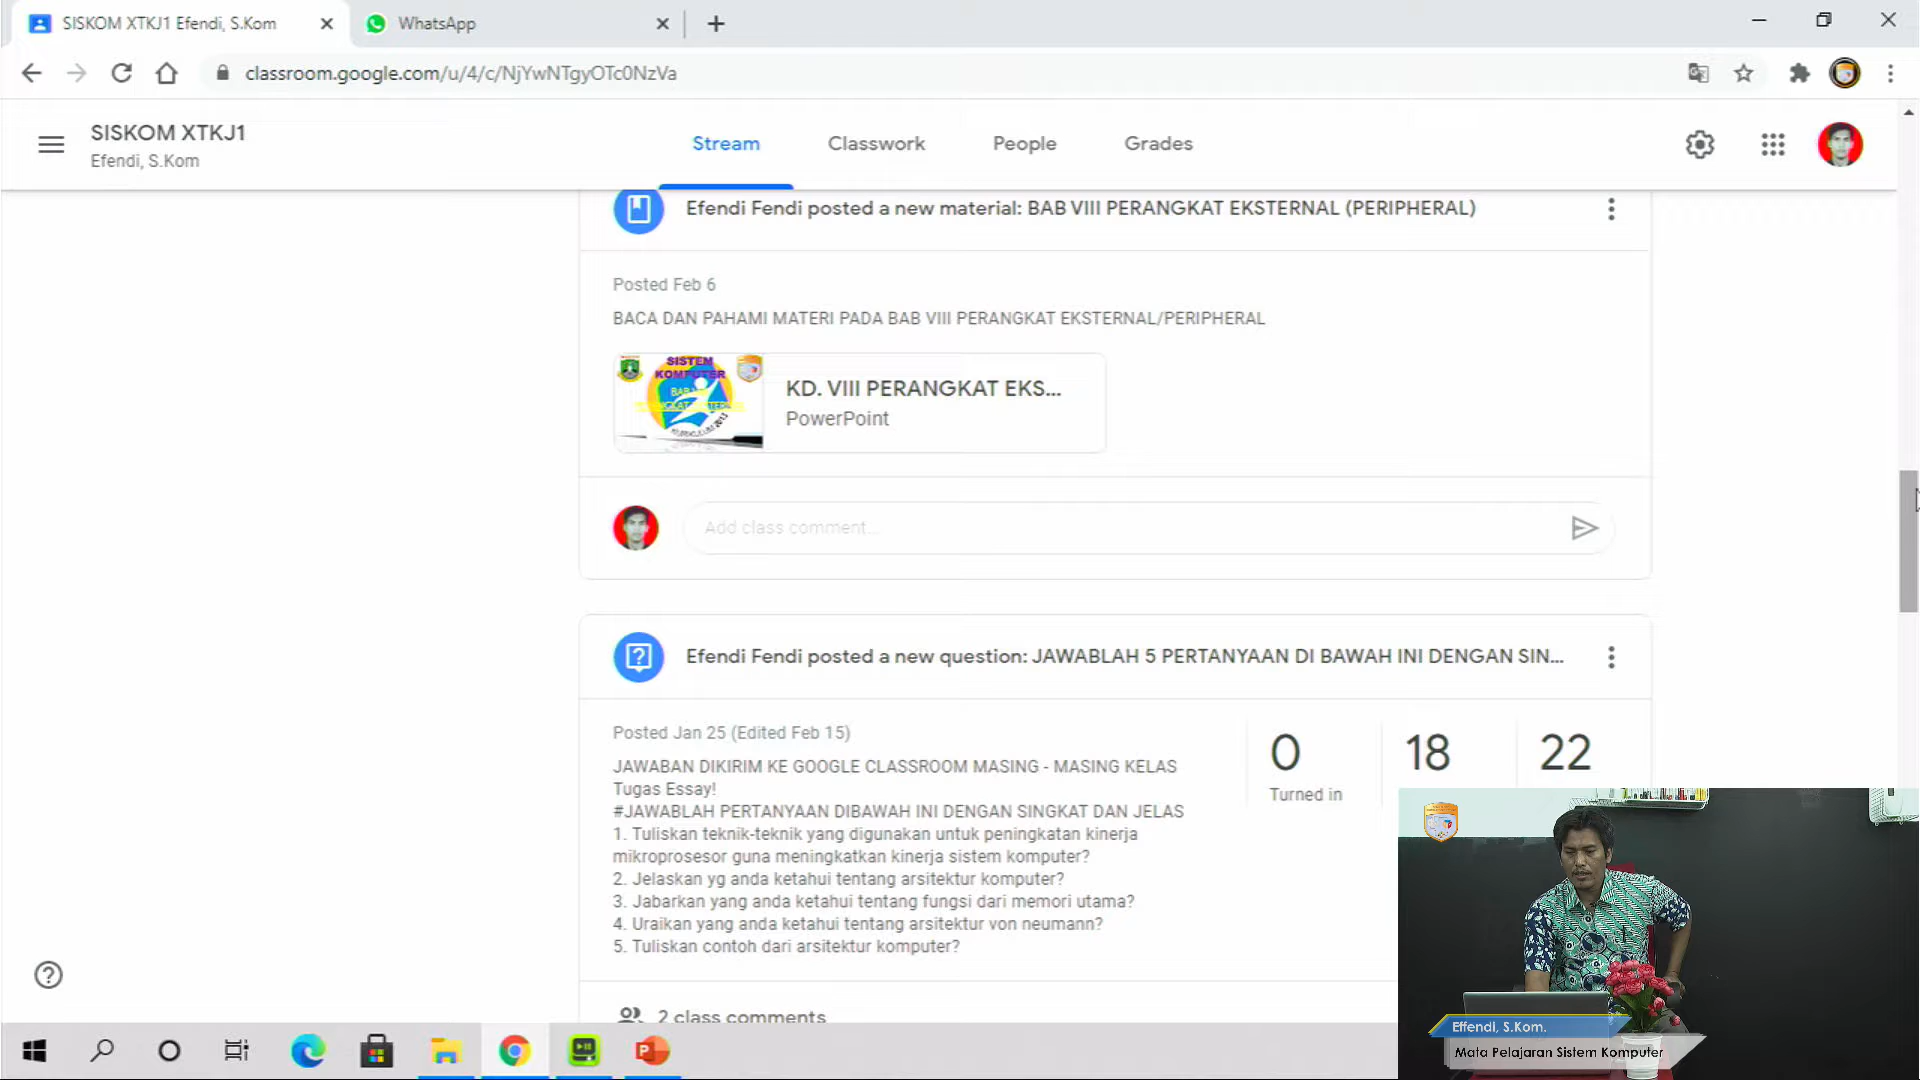 SISKOM XTKJ1 Efendi, S.Kom
WhatsApp
classroom.google.com/u/4/c/NjYwNTgyOTc0NzVa
SISKOM XTKJ1
Efendi, S.Kom
Stream
Classwork
People
Grades
Efendi Fendi posted a new material: BAB VIII PERANGKAT EKSTERNAL (PERIPHERAL)
Posted Feb 6
BACA DAN PAHAMI MATERI PADA BAB VIII PERANGKAT EKSTERNAL/PERIPHERAL
SISTEM
KOMPUTER
KD. VIII PERANGKAT EKS...
PowerPoint
Add class comment...
Efendi Fendi posted a new question: JAWABLAH 5 PERTANYAAN DI BAWAH INI DENGAN SIN...
Posted Jan 25 (Edited Feb 15)
JAWABAN DIKIRIM KE GOOGLE CLASSROOM MASING - MASING KELAS
Tugas Essay!
#JAWABLAH PERTANYAAN DIBAWAH INI DENGAN SINGKAT DAN JELAS
1. Tuliskan teknik-teknik yang digunakan untuk peningkatan kinerja
mikroprosesor guna meningkatkan kinerja sistem komputer?
2. Jelaskan yg anda ketahui tentang arsitektur komputer?
3. Jabarkan yang anda ketahui tentang fungsi dari memori utama?
4. Uraikan yang anda ketahui tentang arsitektur von neumann?
5. Tuliskan contoh dari arsitektur komputer?
0
Turned in
18
22
2 class comments
Effendi, S.Kom.
Mata Pelajaran Sistem Komputer